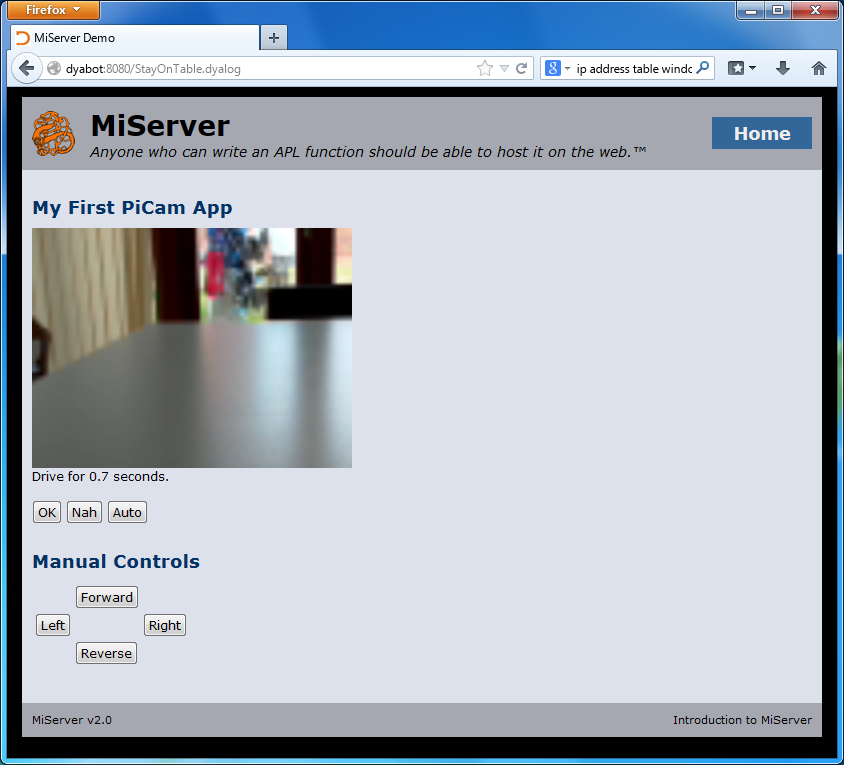 Firefox
MiServer Demo
dyabot:8080/StayOnTable.dyalog
ip address table windo
MiServer
Anyone who can write an APL function should be able to host it on the web.™
Home
My First PiCam App
Drive for 0.7 seconds.
OK Nah Auto
Manual Controls
Forward
Left Right
Reverse
MiServer v2.0 Introduction to MiServer